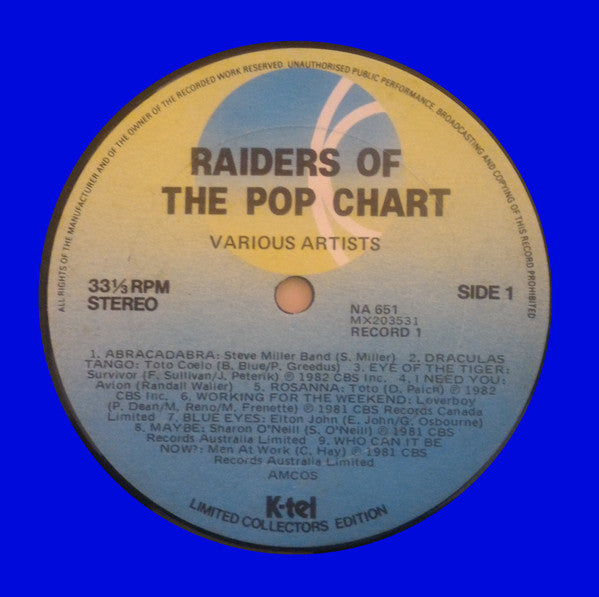 ALL RIGHTS OF THE MANUFACTURER AND OF THE OWNER OF THE RECORDED WORK RESERVED. UNAUTHORISED PUBLIC PERFORMANCE, BROADCASTING AND COPYING OF THIS RECORD PROHIBITED
RAIDERS OF
THE POP CHART
VARIOUS ARTISTS
33⅓ RPM
STEREO
SIDE 1
NA 651
MX203531
RECORD 1
1. ABRACADABRA: Steve Miller Band (S. Miller) 2. DRACULAS
TANGO: Toto Coelo (B. Blue/P. Greedus) 3. EYE OF THE TIGER:
Survivor (F. Sullivan/J. Peterik) ℗ 1982 CBS Inc. 4. I NEED YOU:
Avion (Randall Waller) 5. ROSANNA: Toto (D. Paich) ℗ 1982
CBS Inc. 6. WORKING FOR THE WEEKEND: Loverboy
(P. Dean/M. Reno/M. Frenette) ℗ 1981 CBS Records Canada
Limited 7. BLUE EYES: Elton John (E. John/G. Osbourne)
8. MAYBE: Sharon O'Neill (S. O'Neill) ℗ 1981 CBS
Records Australia Limited 9. WHO CAN IT BE
NOW?: Men At Work (C. Hay) ℗ 1981 CBS
Records Australia Limited
AMCOS
K-tel
LIMITED COLLECTORS EDITION